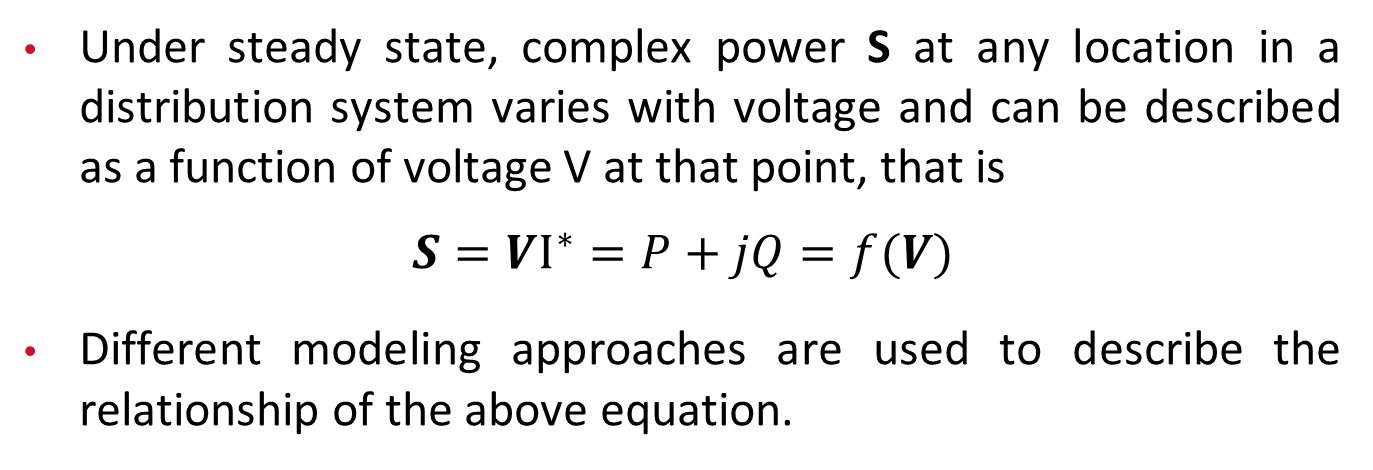 • Under steady state, complex power S at any location in a
distribution system varies with voltage and can be described
as a function of voltage V at that point, that is
S = VI* = P + jQ = f(V)
• Different modeling approaches are used to describe the
relationship of the above equation.